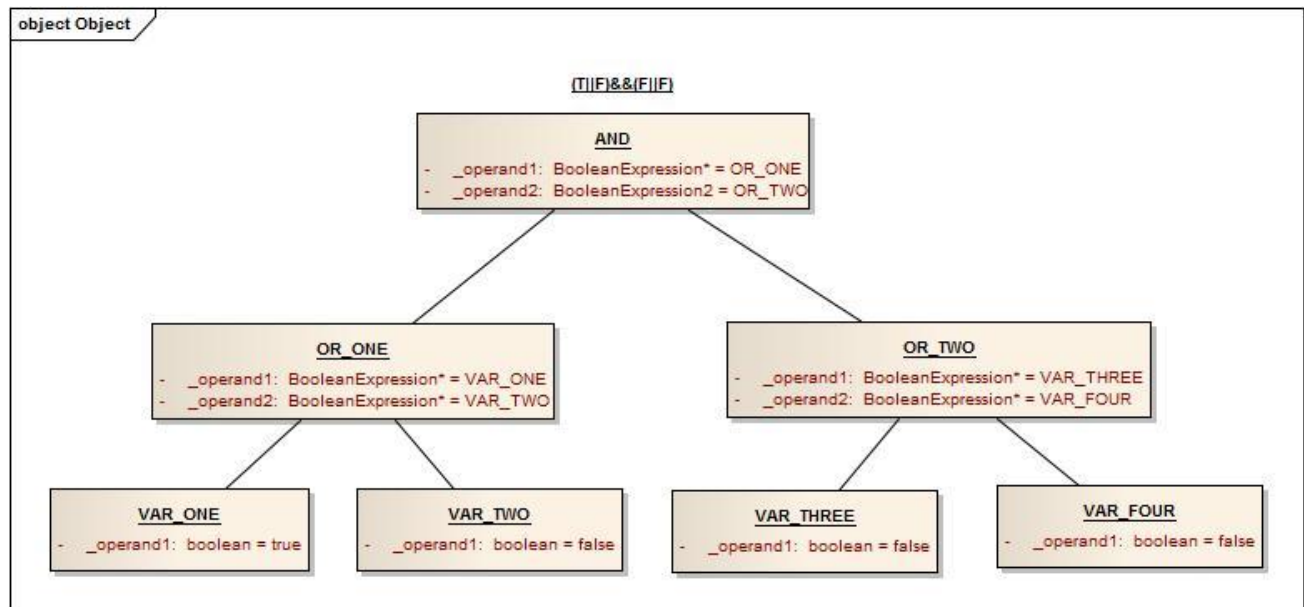 object Object
(T||F)&&(F||F)
AND
- _operand1: BooleanExpression* = OR_ONE
- _operand2: BooleanExpression2 = OR_TWO
OR_ONE
- _operand1: BooleanExpression* = VAR_ONE
- _operand2: BooleanExpression* = VAR_TWO
OR_TWO
- _operand1: BooleanExpression* = VAR_THREE
- _operand2: BooleanExpression* = VAR_FOUR
VAR_ONE
- _operand1: boolean = true
VAR_TWO
- _operand1: boolean = false
VAR_THREE
- _operand1: boolean = false
VAR_FOUR
- _operand1: boolean = false